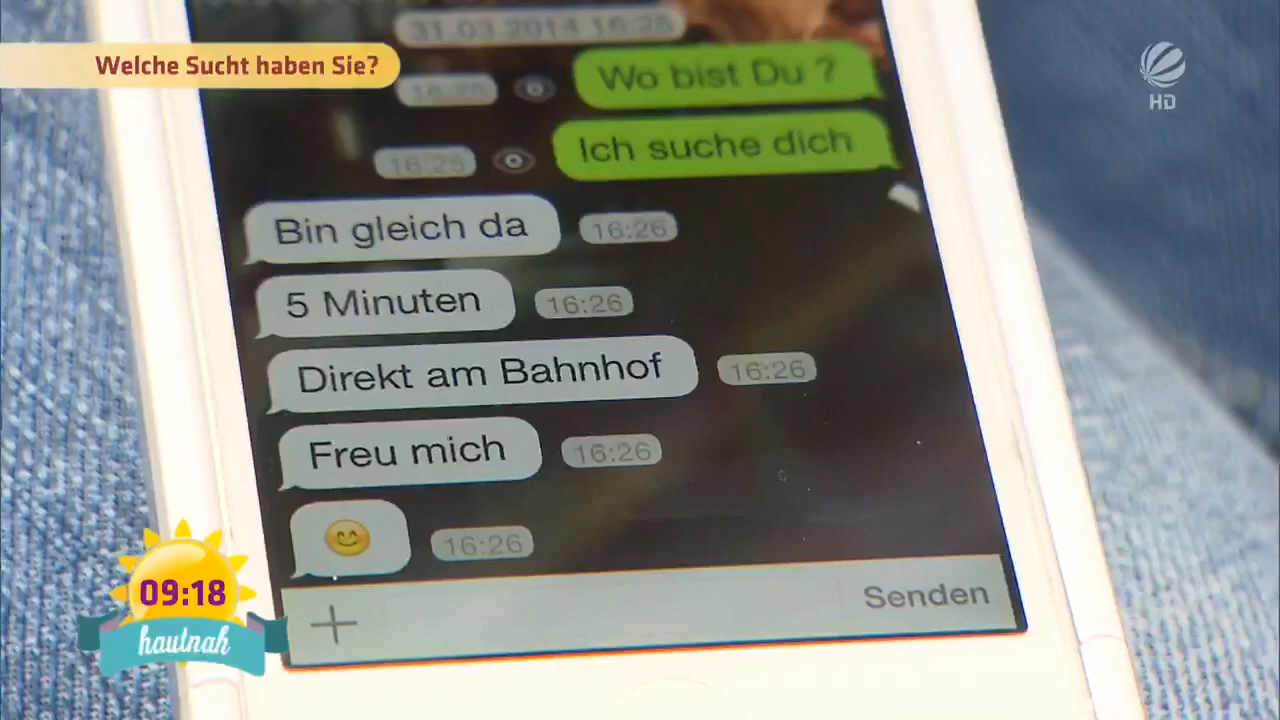 31.03.2014 16:25
Welche Sucht haben Sie?
HD
16:25 Wo bist Du ?
16:25 Ich suche dich
Bin gleich da 16:26
5 Minuten 16:26
Direkt am Bahnhof 16:26
Freu mich 16:26
😊 16:26
Senden
09:18
hautnah